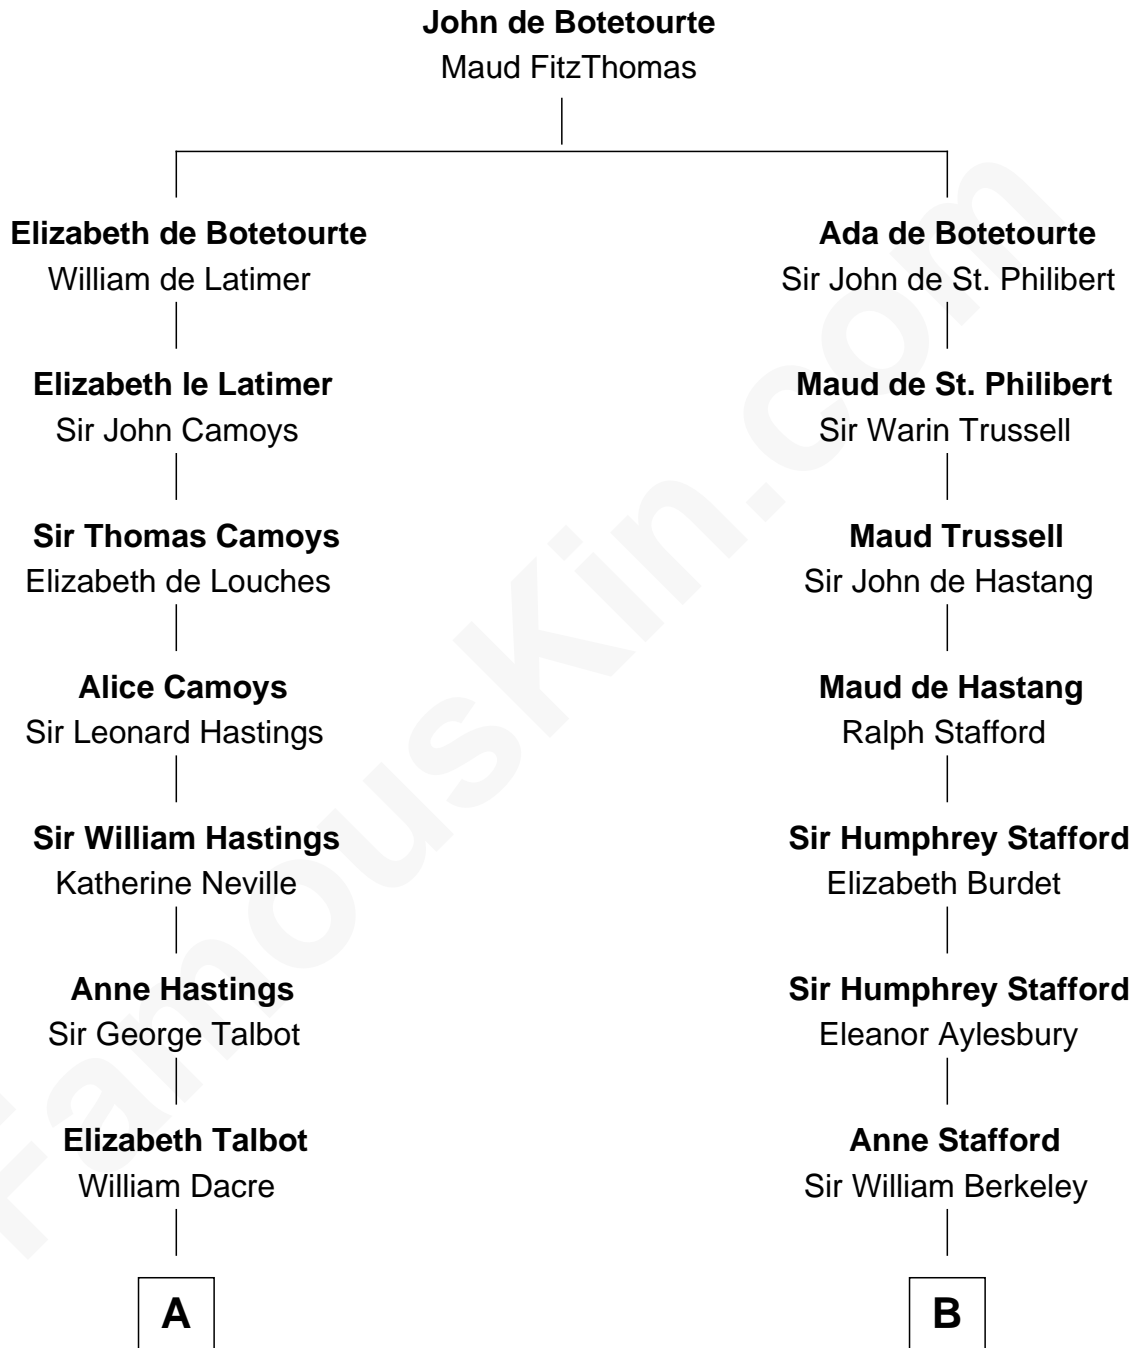 John de Botetourte
Maud FitzThomas
Elizabeth de Botetourte
William de Latimer
Ada de Botetourte
Sir John de St. Philibert
Elizabeth le Latimer
Sir John Camoys
Maud de St. Philibert
Sir Warin Trussell
Sir Thomas Camoys
Elizabeth de Louches
Maud Trussell
Sir John de Hastang
Alice Camoys
Sir Leonard Hastings
Maud de Hastang
Ralph Stafford
Sir William Hastings
Katherine Neville
Sir Humphrey Stafford
Elizabeth Burdet
Anne Hastings
Sir George Talbot
Sir Humphrey Stafford
Eleanor Aylesbury
Elizabeth Talbot
William Dacre
Anne Stafford
Sir William Berkeley
A
B
FamousKin.com